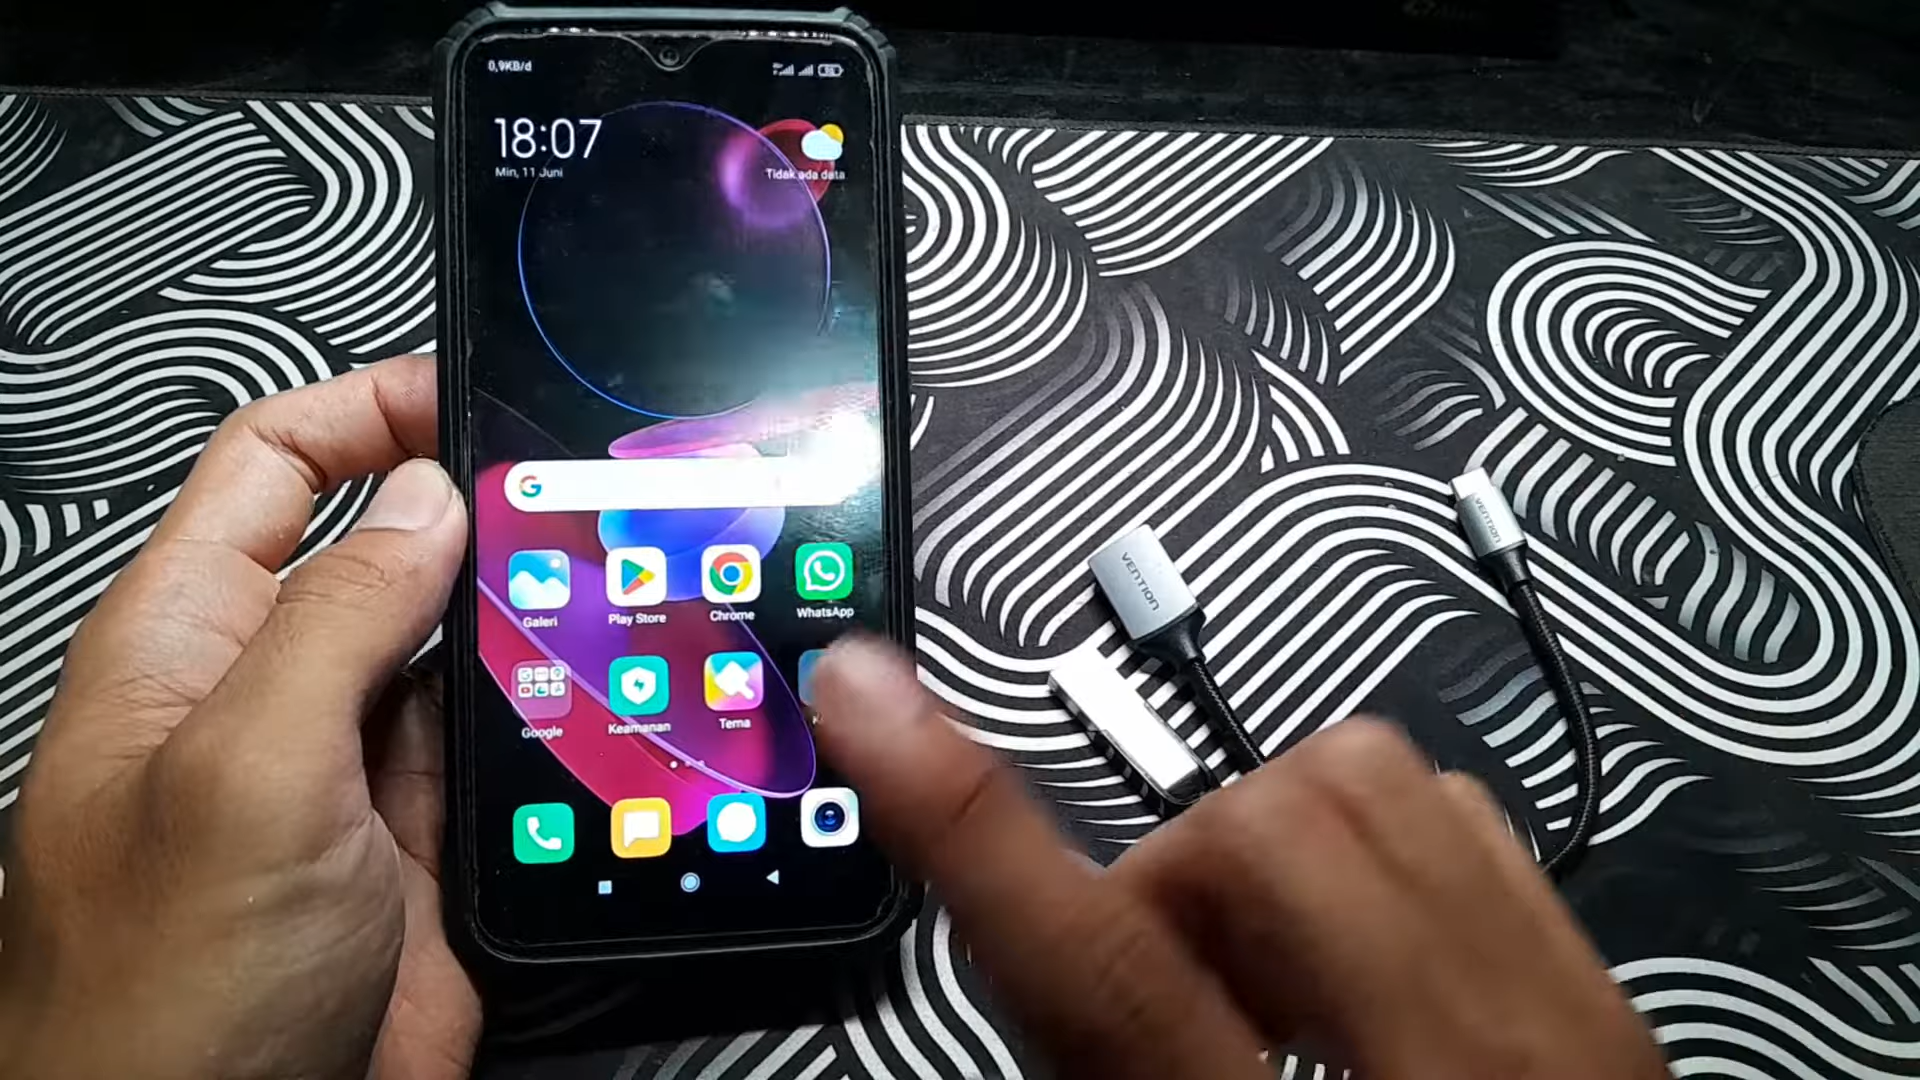 0,9KB/d
18:07
Min, 11 Juni
Tidak ada data
Galeri
Play Store
Chrome
WhatsApp
Google
Keamanan
Tema
VENTION
VENTION